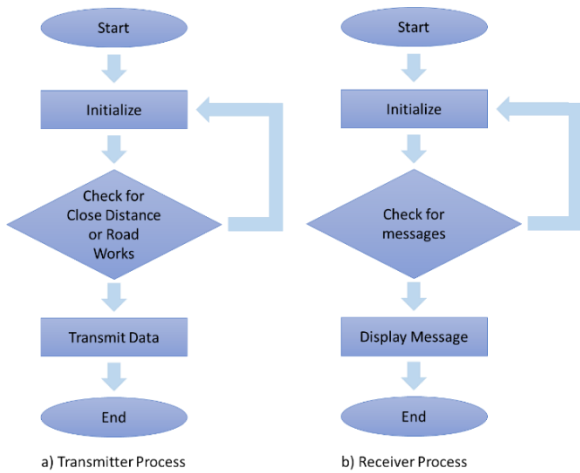 Start
Initialize
Check for
Close Distance
or Road
Works
Transmit Data
End
a) Transmitter Process
Start
Initialize
Check for
messages
Display Message
End
b) Receiver Process